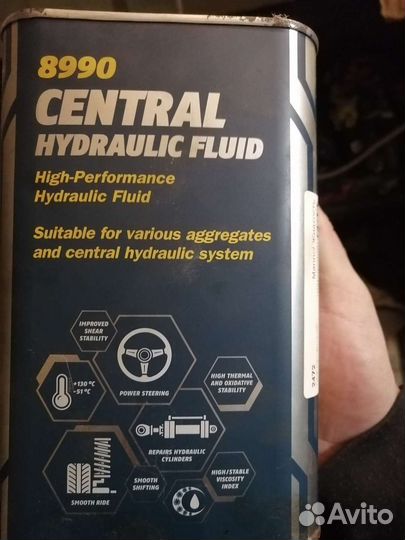 8990
CENTRAL
HYDRAULIC FLUID
High-Performance
Hydraulic Fluid
Suitable for various aggregates
and central hydraulic system
IMPROVED
SHEAR
STABILITY
+130 °C
-51 °C
POWER STEERING
HIGH THERMAL
AND OXIDATIVE
STABILITY
REPAIRS HYDRAULIC
CYLINDERS
SMOOTH RIDE
SMOOTH
SHIFTING
HIGH/STABLE
VISCOSITY
INDEX
2472
Avito